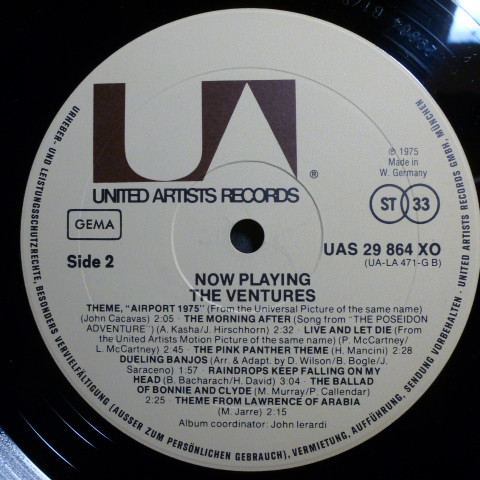 UA
®
UNITED ARTISTS RECORDS
℗ 1975
Made in
W. Germany
GEMA
ST 33
Side 2
UAS 29 864 XO
(UA-LA 471-G B)
NOW PLAYING
THE VENTURES
THEME, "AIRPORT 1975" (From the Universal Picture of the same name)
(John Cacavas) 2:05 · THE MORNING AFTER (Song from "THE POSEIDON
ADVENTURE") (A. Kasha/J. Hirschhorn) 2:32 · LIVE AND LET DIE (From
the United Artists Motion Picture of the same name) (P. McCartney/
L. McCartney) 2:45 · THE PINK PANTHER THEME (H. Mancini) 2:28
DUELING BANJOS (Arr. & Adapt. by D. Wilson/B. Bogle/J.
Saraceno) 1:57 · RAINDROPS KEEP FALLING ON MY
HEAD (B. Bacharach/H. David) 3:04 · THE BALLAD
OF BONNIE AND CLYDE (M. Murray/P. Callendar)
2:25 · THEME FROM LAWRENCE OF ARABIA
(M. Jarre) 2:15
Album coordinator: John Ierardi
URHEBER- UND LEISTUNGSSCHUTZRECHTE, BESONDERS VERVIELFÄLTIGUNG (AUSSER ZUM PERSÖNLICHEN GEBRAUCH), VERMIETUNG, AUFFÜHRUNG, SENDUNG VORBEHALTEN · UNITED ARTISTS RECORDS GMBH, MÜNCHEN